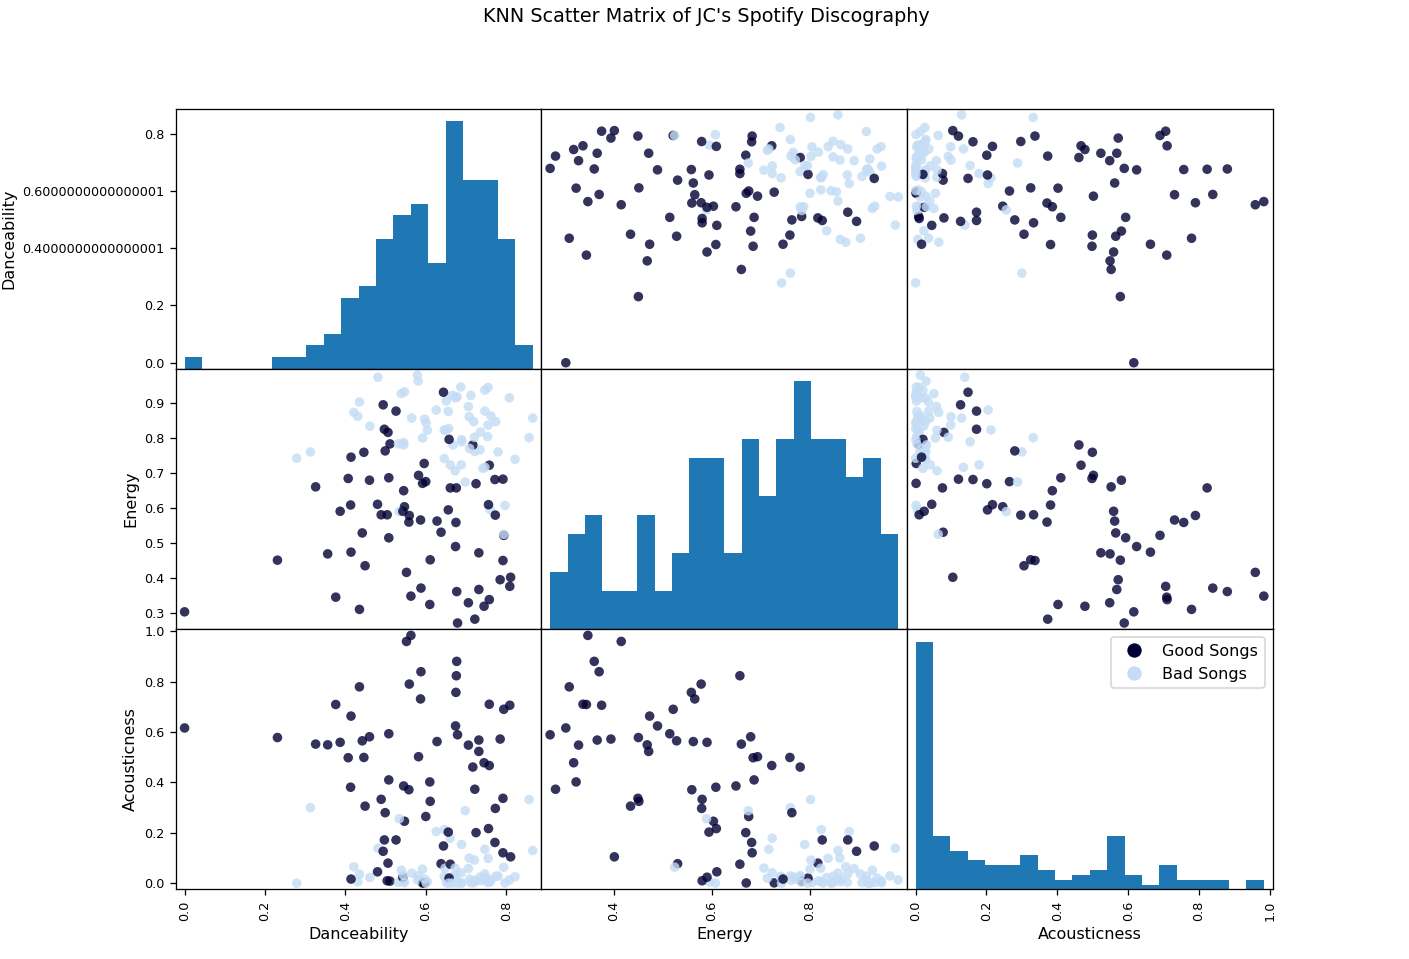 KNN Scatter Matrix of JC's Spotify Discography
Danceability
0.8
0.6000000000000001
0.4000000000000001
0.2
0.0
Energy
0.9
0.8
0.7
0.6
0.5
0.4
0.3
Acousticness
1.0
0.8
0.6
0.4
0.2
0.0
Good Songs
Bad Songs
0.0 0.2 0.4 0.6 0.8
0.4 0.6 0.8
0.0 0.2 0.4 0.6 0.8 1.0
Danceability
Energy
Acousticness